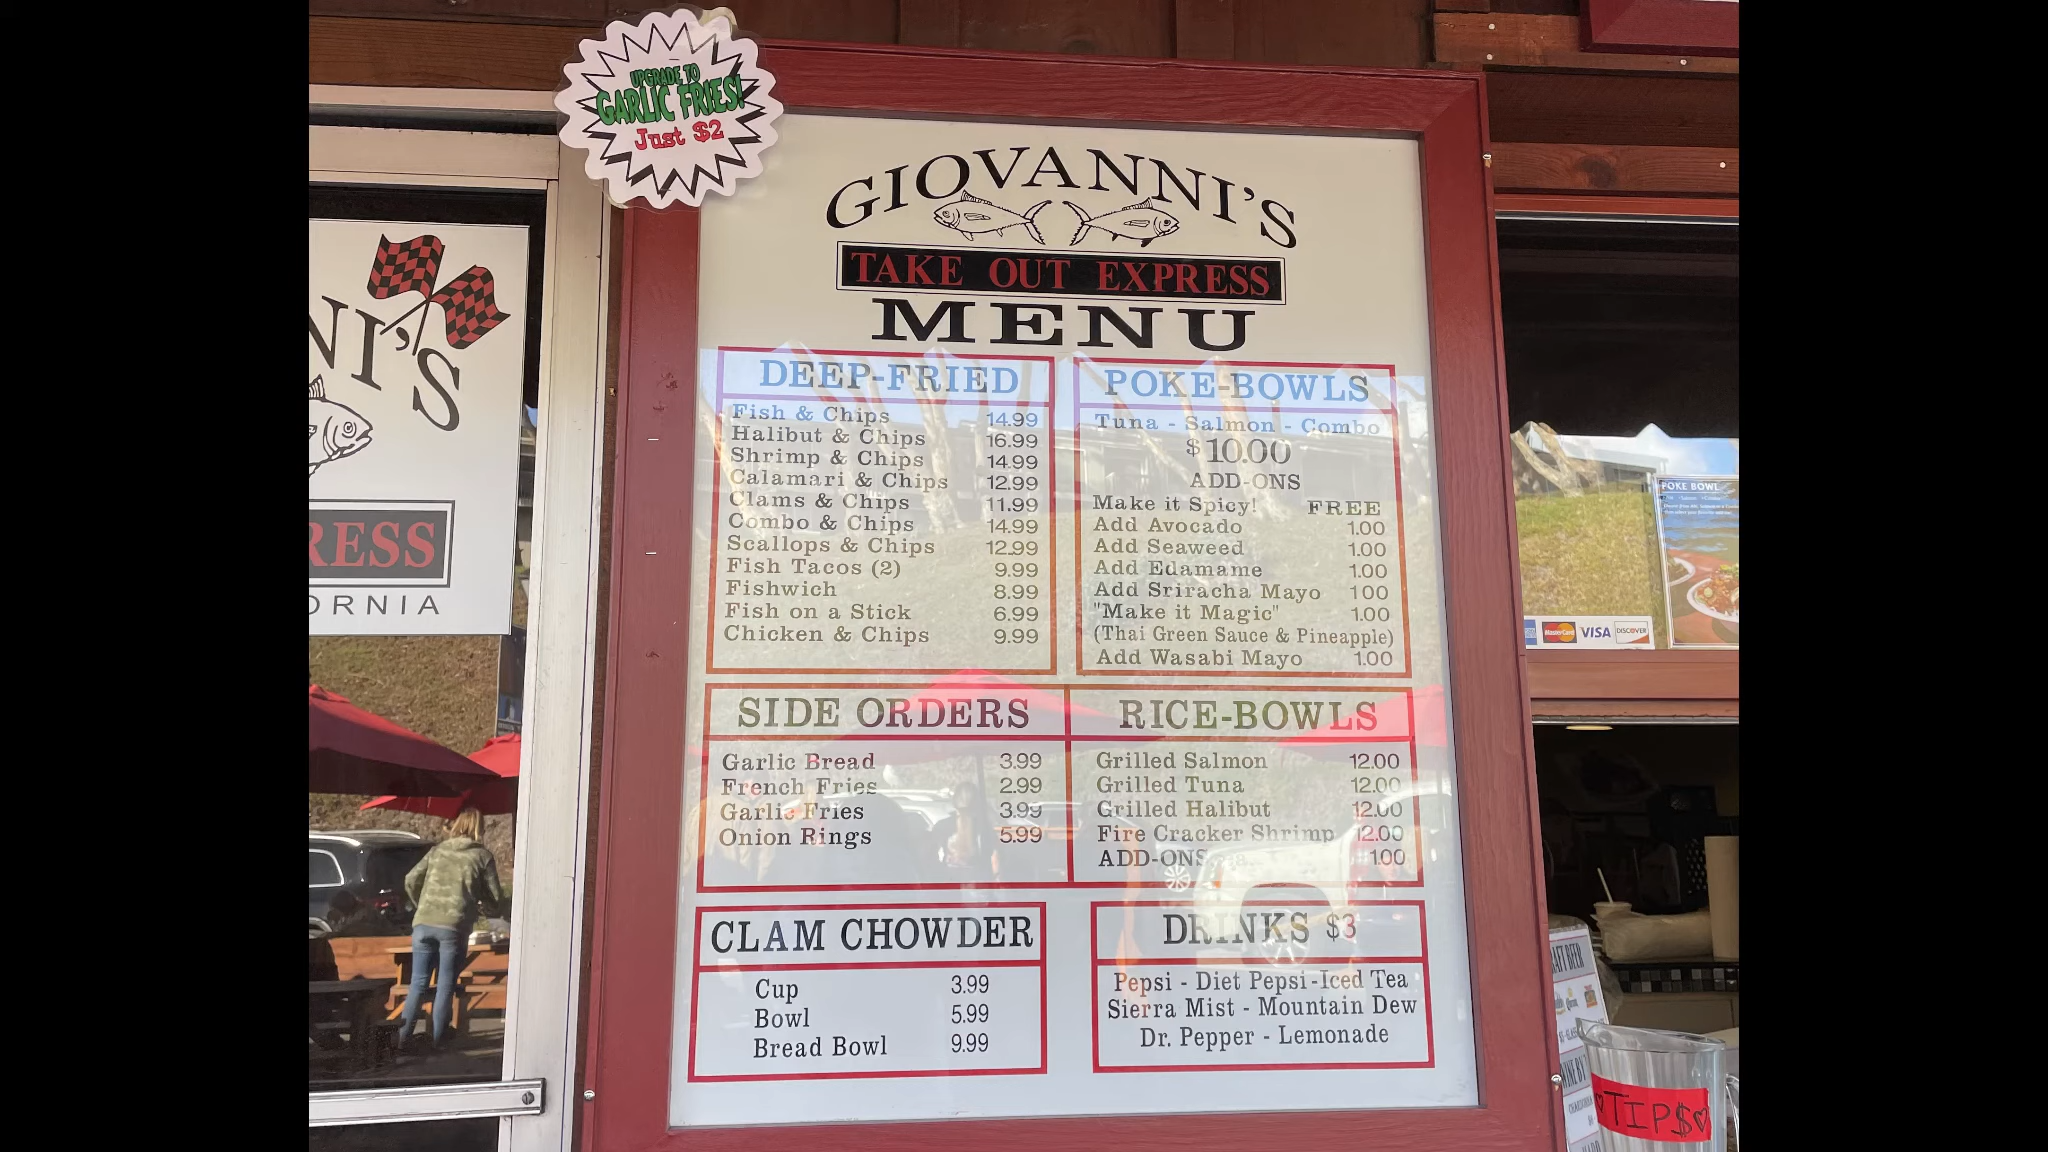 UPGRADE TO
GARLIC FRIES!
Just $2
GIOVANNI'S
TAKE OUT EXPRESS
MENU
DEEP-FRIED
Fish & Chips 14.99
Halibut & Chips 16.99
Shrimp & Chips 14.99
Calamari & Chips 12.99
Clams & Chips 11.99
Combo & Chips 14.99
Scallops & Chips 12.99
Fish Tacos (2) 9.99
Fishwich 8.99
Fish on a Stick 6.99
Chicken & Chips 9.99
POKE-BOWLS
Tuna - Salmon - Combo
$10.00
ADD-ONS
Make it Spicy! FREE
Add Avocado 1.00
Add Seaweed 1.00
Add Edamame 1.00
Add Sriracha Mayo 100
"Make it Magic" 1.00
(Thai Green Sauce & Pineapple)
Add Wasabi Mayo 1.00
SIDE ORDERS
Garlic Bread 3.99
French Fries 2.99
Garlic Fries 3.99
Onion Rings 5.99
RICE-BOWLS
Grilled Salmon 12.00
Grilled Tuna 12.00
Grilled Halibut 12.00
Fire Cracker Shrimp 12.00
ADD-ONS 1.00
CLAM CHOWDER
Cup 3.99
Bowl 5.99
Bread Bowl 9.99
DRINKS $3
Pepsi - Diet Pepsi-Iced Tea
Sierra Mist - Mountain Dew
Dr. Pepper - Lemonade
NNI'S
RESS
ORNIA
POKE BOWL
MasterCard VISA DISCOVER
AFT BEER
WINE BY
TIP$